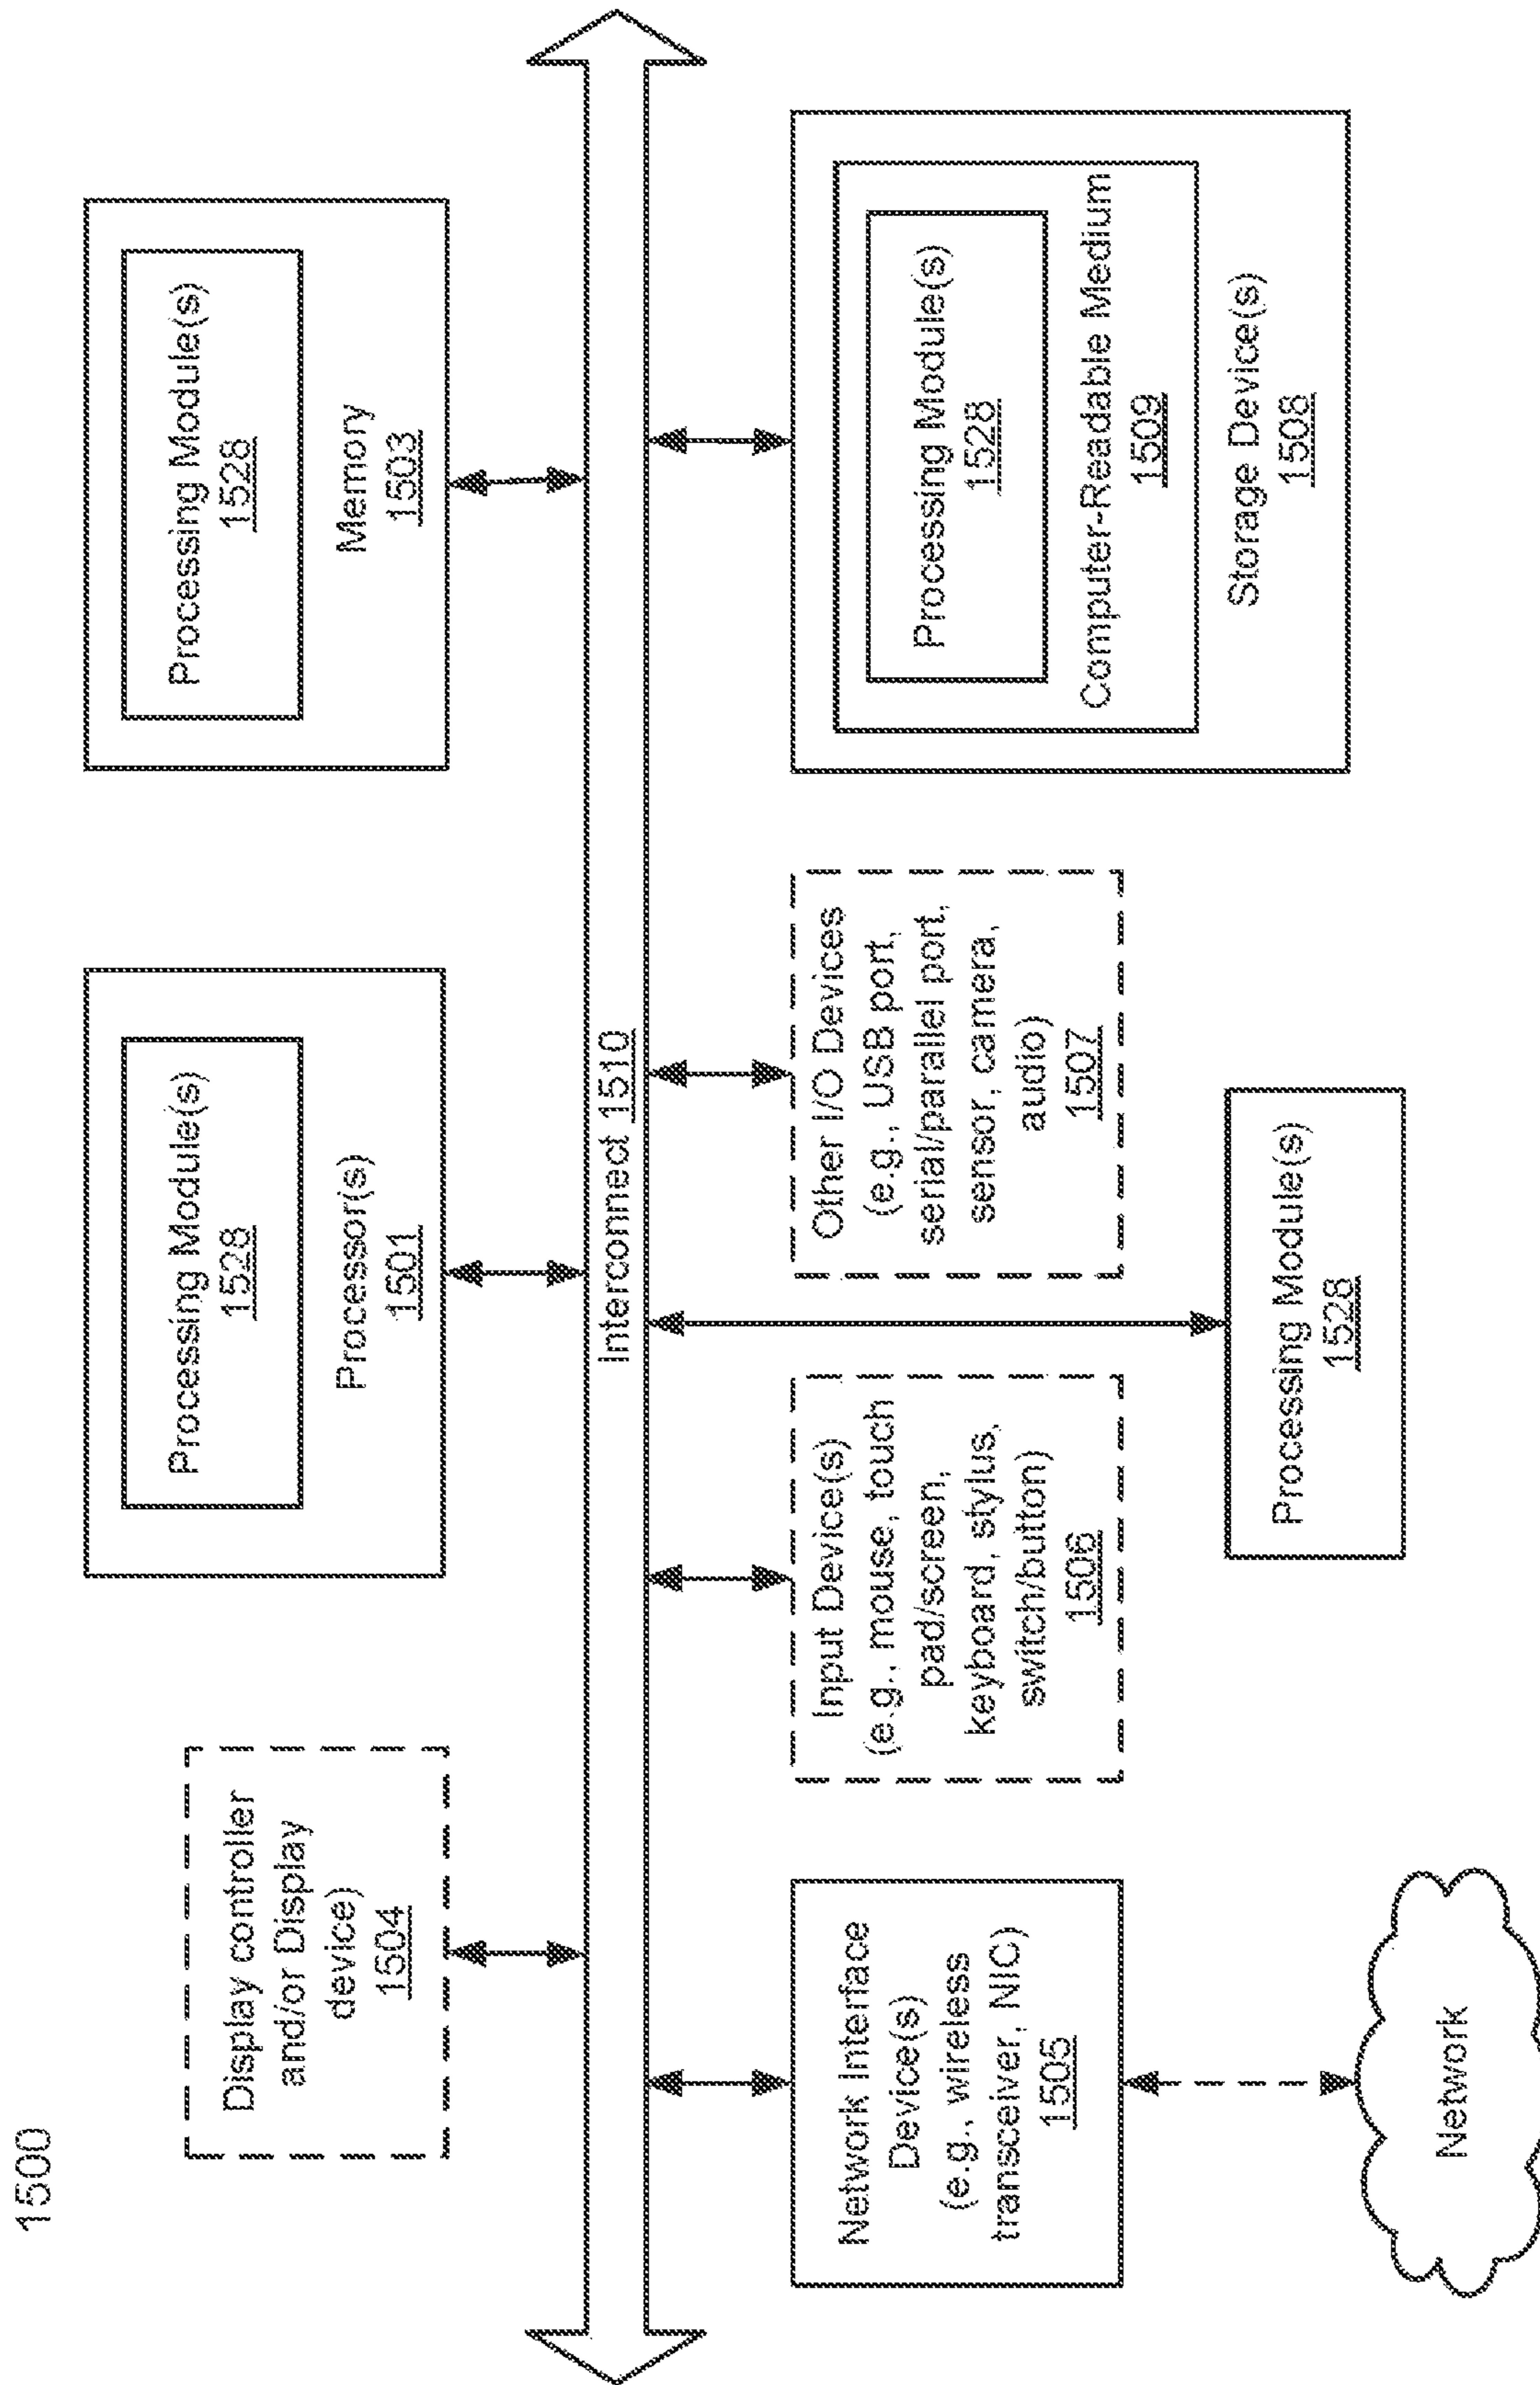 1500
Display controller
and/or Display
device)
1504
Processing Module(s)
1528
Processor(s)
1501
Processing Module(s)
1528
Memory
1503
Interconnect 1510
Network Interface
Device(s)
(e.g., wireless
transceiver, NIC)
1505
Input Device(s)
(e.g., mouse, touch
pad/screen,
keyboard, stylus,
switch/button)
1506
Other I/O Devices
(e.g., USB port,
serial/parallel port,
sensor, camera,
audio)
1507
Processing Module(s)
1528
Computer-Readable Medium
1509
Storage Device(s)
1508
Processing Module(s)
1528
Network